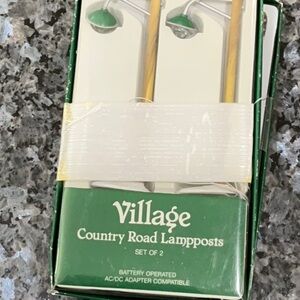 Village
Country Road Lampposts
SET OF 2
BATTERY OPERATED
AC/DC ADAPTER COMPATIBLE